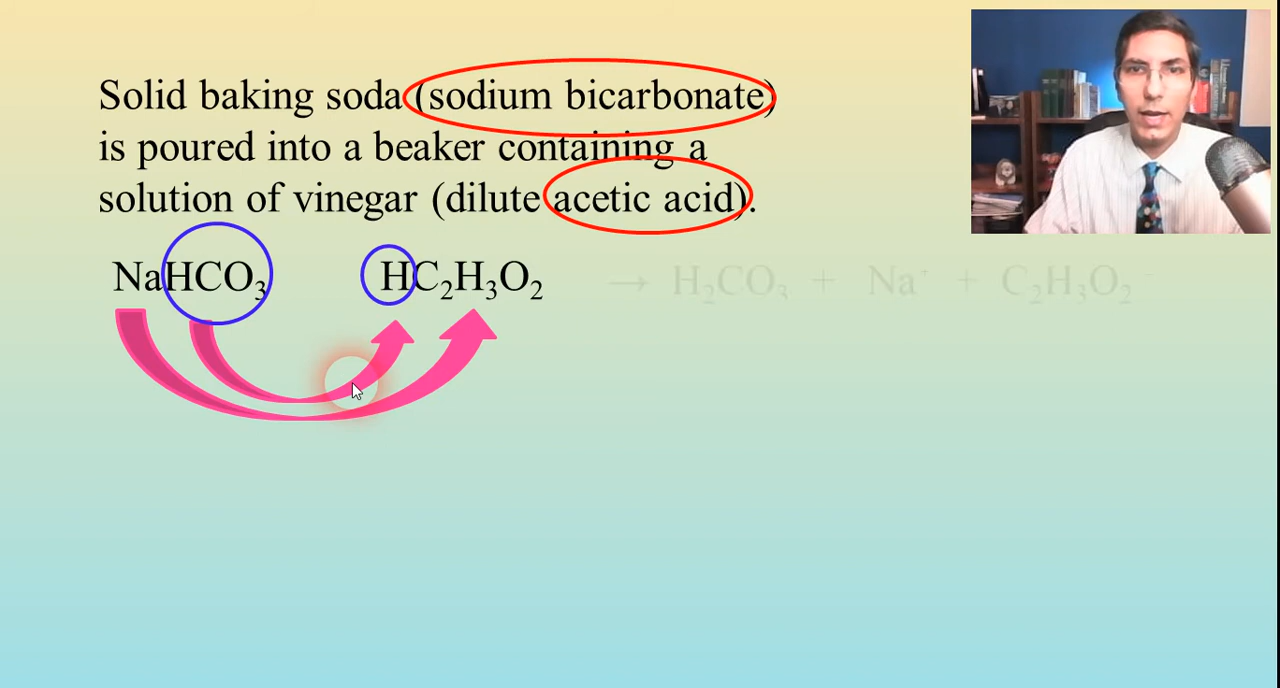 Solid baking soda (sodium bicarbonate)
is poured into a beaker containing a
solution of vinegar (dilute acetic acid).
NaHCO₃ HC₂H₃O₂ → H₂CO₃ + Na⁺ + C₂H₃O₂⁻